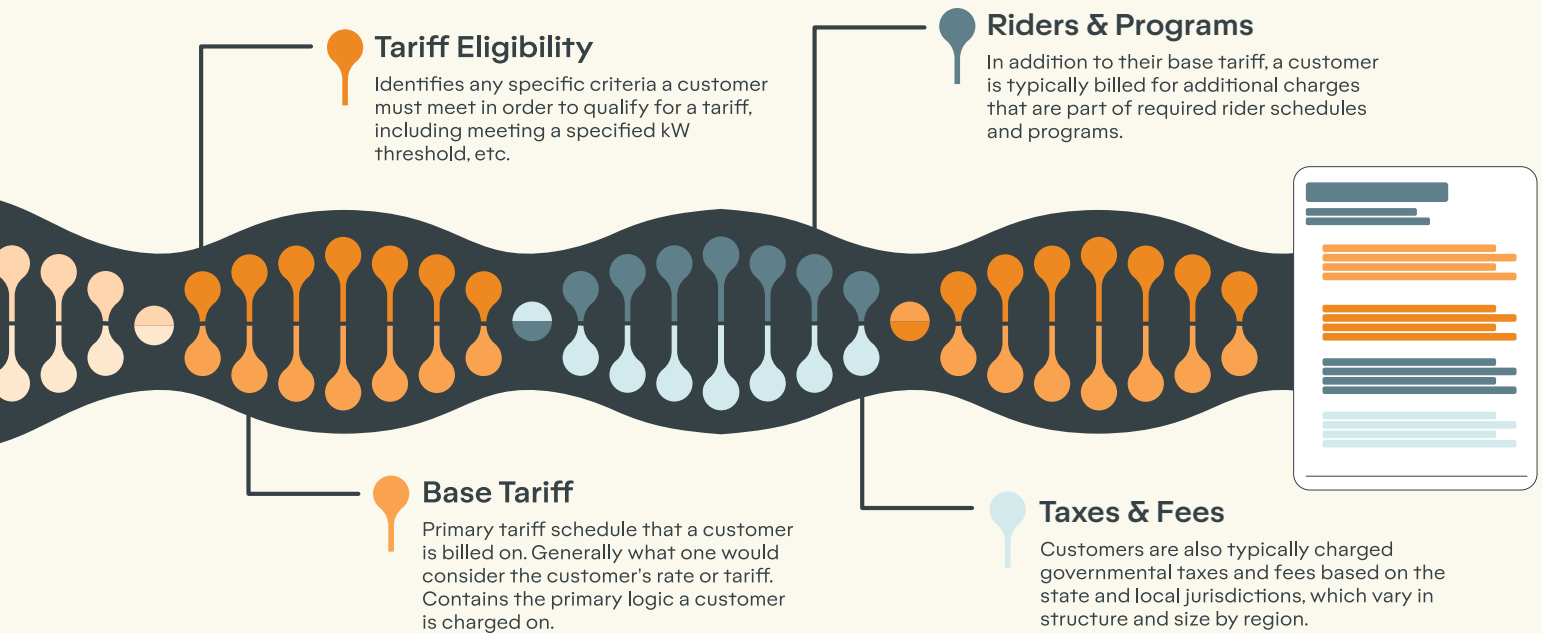 Tariff Eligibility
Identifies any specific criteria a customer
must meet in order to qualify for a tariff,
including meeting a specified kW
threshold, etc.
Riders & Programs
In addition to their base tariff, a customer
is typically billed for additional charges
that are part of required rider schedules
and programs.
Base Tariff
Primary tariff schedule that a customer
is billed on. Generally what one would
consider the customer's rate or tariff.
Contains the primary logic a customer
is charged on.
Taxes & Fees
Customers are also typically charged
governmental taxes and fees based on the
state and local jurisdictions, which vary in
structure and size by region.